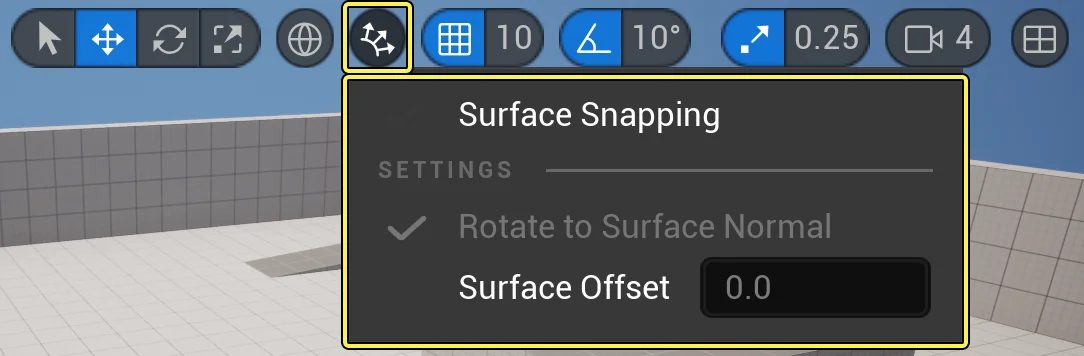 10 10° 0.25 4
Surface Snapping
SETTINGS
Rotate to Surface Normal
Surface Offset 0.0